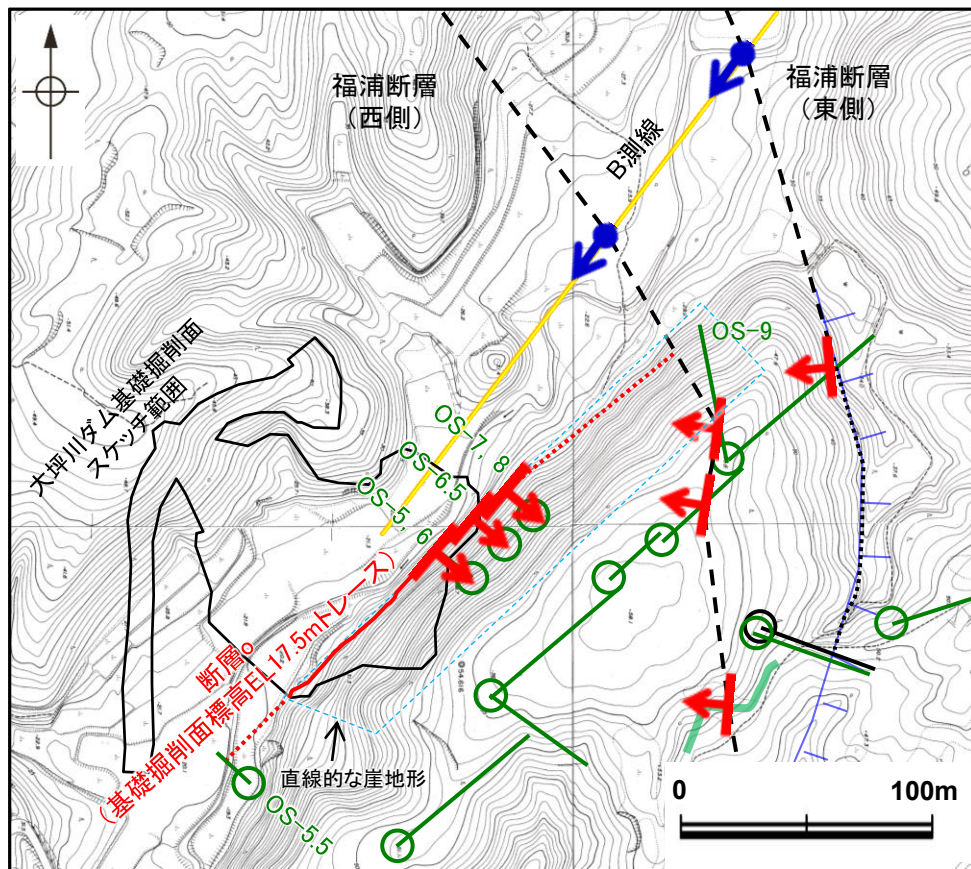 福浦断層
（西側）
福浦断層
（東側）
B測線
OS-9
大坪川ダム基礎掘削面
スケッチ範囲
OS-7, 8
OS-6.5
OS-5, 6
断層o
（基礎掘削面標高EL17.5mトレース）
直線的な崖地形
OS-5.5
0
100m